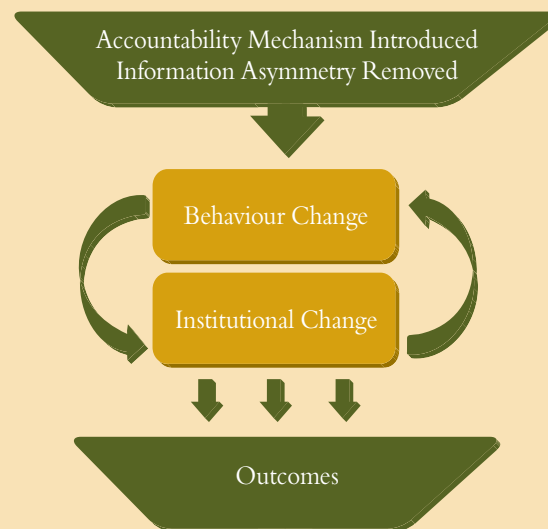 Accountability Mechanism Introduced
Information Asymmetry Removed
Behaviour Change
Institutional Change
Outcomes